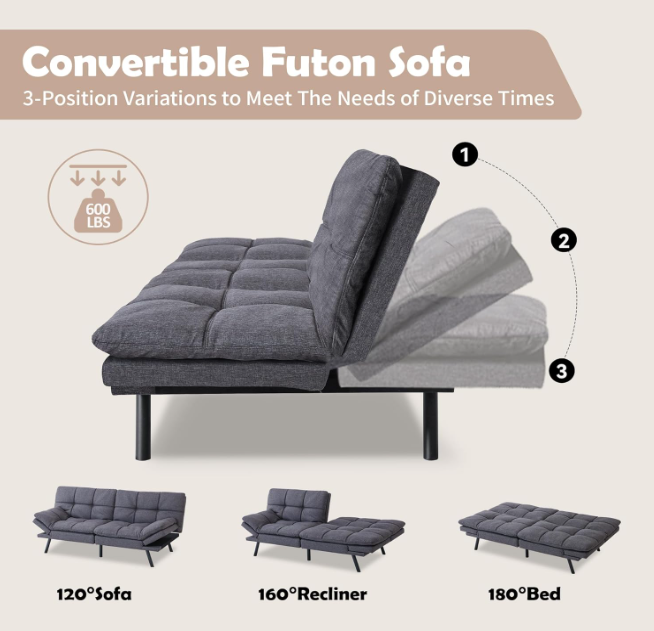 Convertible Futon Sofa
3-Position Variations to Meet The Needs of Diverse Times
600
LBS
1
2
3
120°Sofa
160°Recliner
180°Bed